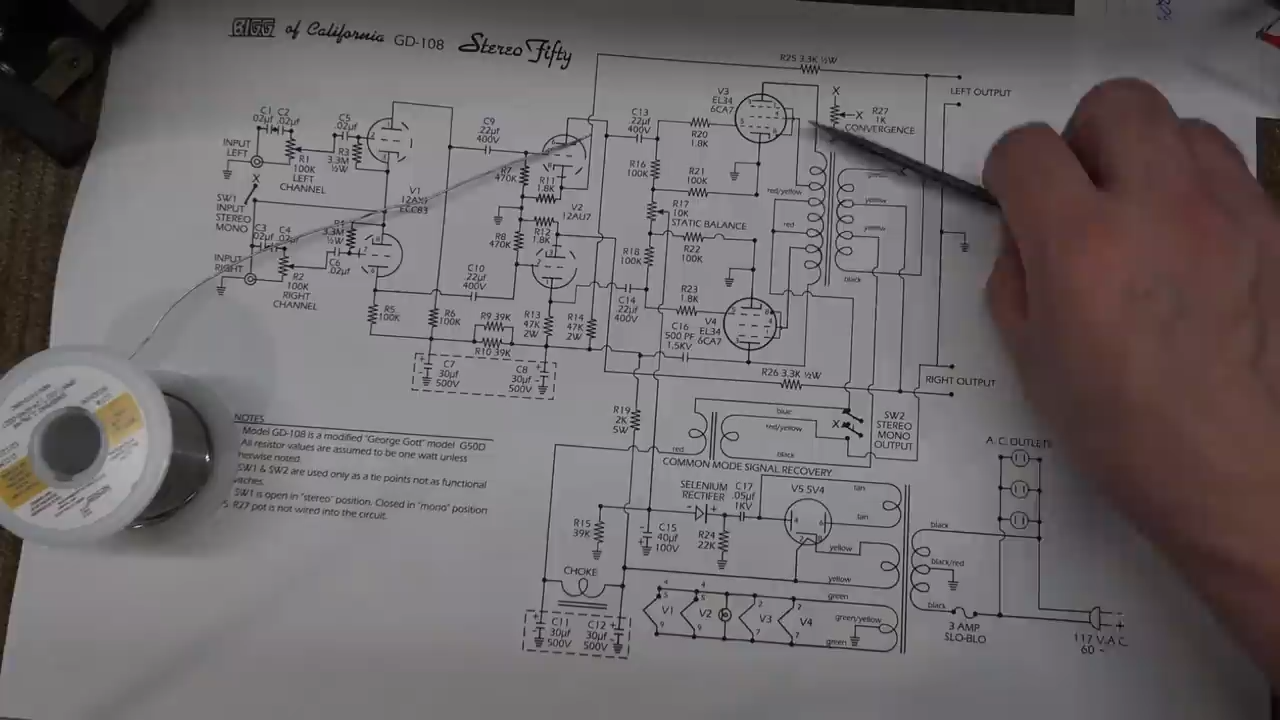 BIGG of California GD-108 Stereo Fifty
R25 3.3K ½W
LEFT OUTPUT
V3
EL34
6CA7
X
R27
1K
CONVERGENCE
X
C1
.02µf
C2
C5
.02µf
C9
.22µf
400V
C13
.22µf
400V
R20
1.8K
INPUT
LEFT
R1
100K
LEFT
CHANNEL
R3
3.3M
½W
R7
470K
R11
1.8K
R16
100K
R21
100K
red/yellow
yellow
X
SW1
INPUT
STEREO
MONO
V1
ECC83
V2
12AU7
R17
10K
STATIC BALANCE
red
yellow
C3
C4
.02µf
3.3M
½W
R8
470K
R12
1.8K
R18
100K
R22
100K
black
INPUT
RIGHT
R2
100K
RIGHT
CHANNEL
C6
.02µf
C10
.22µf
400V
C14
.22µf
400V
R23
1.8K
R5
100K
R6
100K
R9 39K
R10 39K
R13
47K
2W
R14
47K
2W
C16
500 PF
1.5KV
V4
EL34
6CA7
C7
30µf
500V
C8
30µf
500V
R26 3.3K ½W
RIGHT OUTPUT
R19
2K
5W
blue
red/yellow
red
black
X
SW2
STEREO
MONO
OUTPUT
COMMON MODE SIGNAL RECOVERY
NOTES
Model GD-108 is a modified "George Gott" model G50D
All resistor values are assumed to be one watt unless
herwise noted.
SW1 & SW2 are used only as a tie points not as functional
witches.
SW1 is open in "stereo" position. Closed in "mono" position
5. R27 pot is not wired into the circuit.
SELENIUM
RECTIFER
C17
.05µf
1KV
V5 5V4
tan
tan
A.C. OUTLET
R15
39K
C15
40µf
100V
R24
22K
yellow
yellow
black
black/red
black
CHOKE
V1
V2
V3
V4
green
green/yellow
green
C11
30µf
500V
C12
30µf
500V
3 AMP
SLO-BLO
117 V.A.C.
60 ~